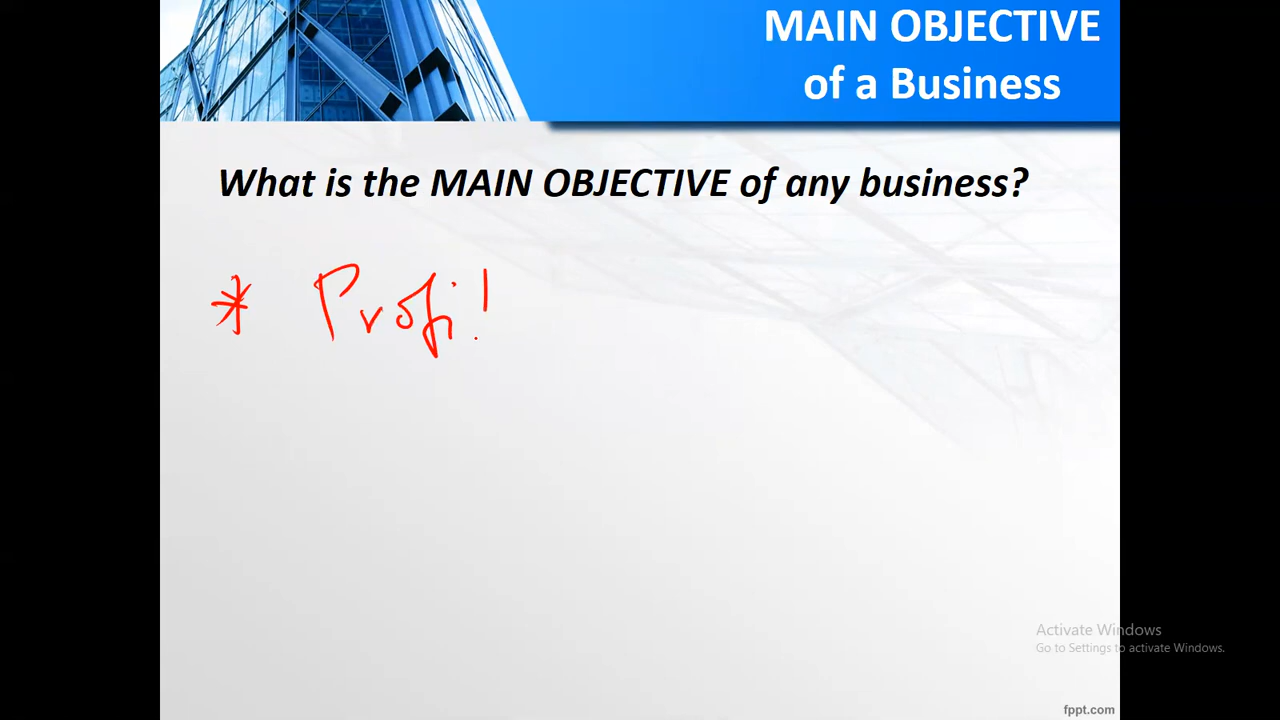 MAIN OBJECTIVE
of a Business
What is the MAIN OBJECTIVE of any business?
* Profi!
Activate Windows
Go to Settings to activate Windows.
fppt.com